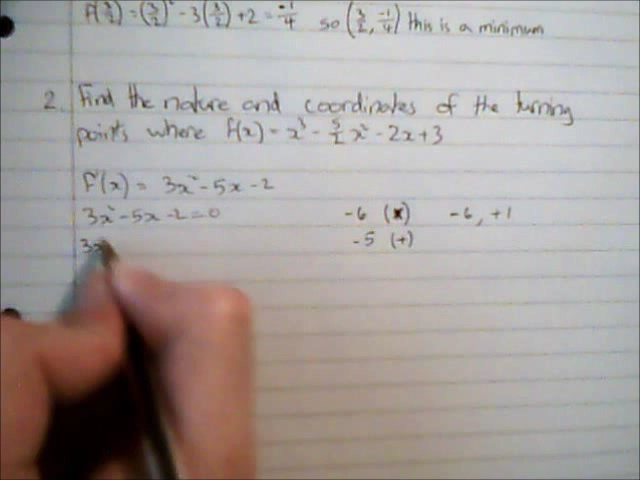 f(3/2) = (3/2)² - 3(3/2) + 2 = -1/4 so (3/2, -1/4) this is a minimum
2. Find the nature and coordinates of the turning
points where f(x) = x³ - 5/2 x² - 2x + 3
f'(x) = 3x² - 5x - 2
3x² - 5x - 2 = 0 -6 (x) -6, +1
3x -5 (+)